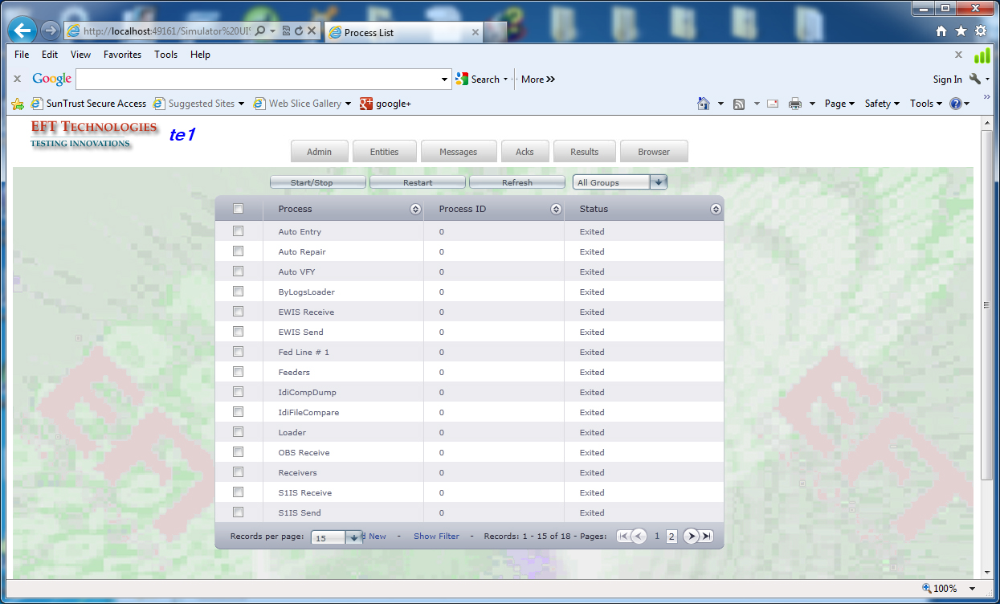 http://localhost:49161/Simulator%20UI
Process List
File Edit View Favorites Tools Help
Google Search More Sign In
SunTrust Secure Access Suggested Sites Web Slice Gallery google+ Page Safety Tools
EFT TECHNOLOGIES
TESTING INNOVATIONS
te1
Admin Entities Messages Acks Results Browser
Start/Stop Restart Refresh All Groups
Process Process ID Status
Auto Entry 0 Exited
Auto Repair 0 Exited
Auto VFY 0 Exited
ByLogsLoader 0 Exited
EWIS Receive 0 Exited
EWIS Send 0 Exited
Fed Line # 1 0 Exited
Feeders 0 Exited
IdiCompDump 0 Exited
IdiFileCompare 0 Exited
Loader 0 Exited
OBS Receive 0 Exited
Receivers 0 Exited
S1IS Receive 0 Exited
S1IS Send 0 Exited
Records per page: 15 d New - Show Filter - Records: 1 - 15 of 18 - Pages: 1 2
EFT
EFT
100%